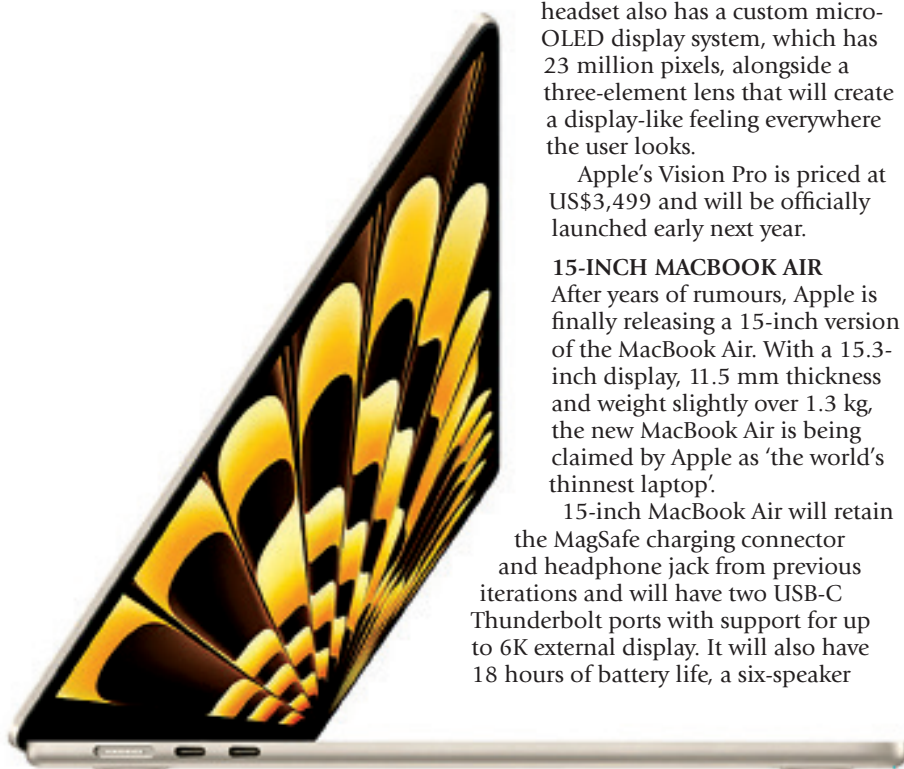 headset also has a custom micro-
OLED display system, which has
23 million pixels, alongside a
three-element lens that will create
a display-like feeling everywhere
the user looks.
Apple's Vision Pro is priced at
US$3,499 and will be officially
launched early next year.
15-INCH MACBOOK AIR
After years of rumours, Apple is
finally releasing a 15-inch version
of the MacBook Air. With a 15.3-
inch display, 11.5 mm thickness
and weight slightly over 1.3 kg,
the new MacBook Air is being
claimed by Apple as ‘the world’s
thinnest laptop’.
15-inch MacBook Air will retain
the MagSafe charging connector
and headphone jack from previous
iterations and will have two USB-C
Thunderbolt ports with support for up
to 6K external display. It will also have
18 hours of battery life, a six-speaker